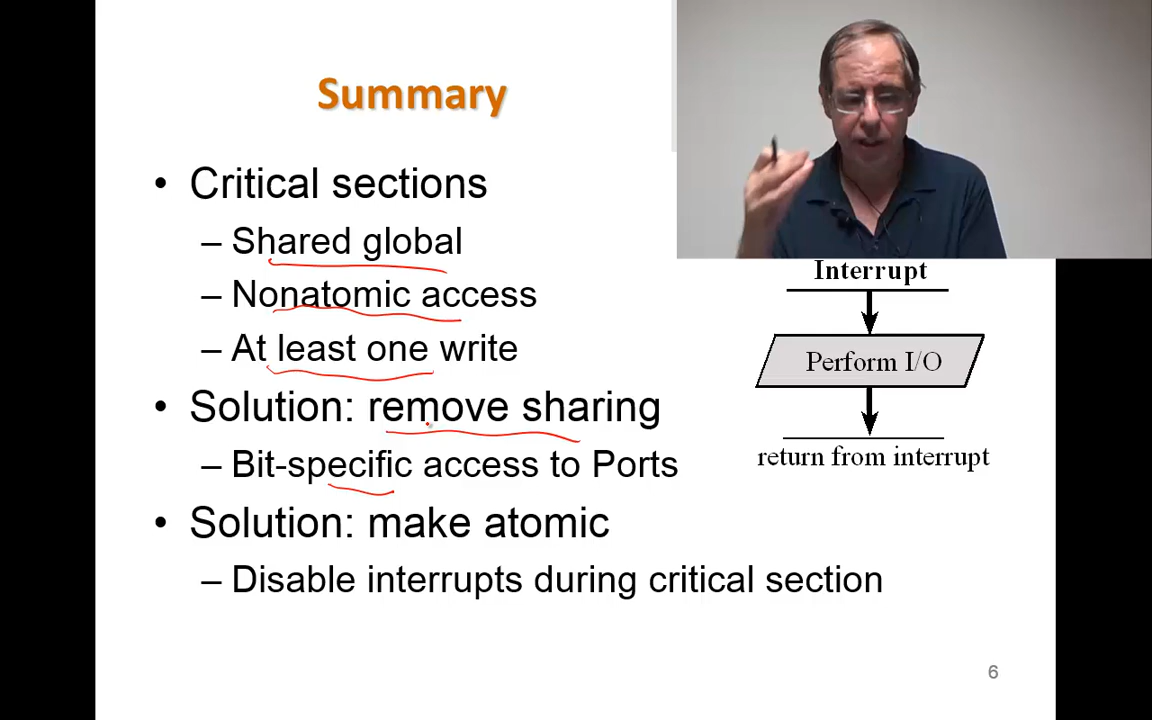 Summary
• Critical sections
– Shared global
– Nonatomic access
– At least one write
• Solution: remove sharing
– Bit-specific access to Ports
• Solution: make atomic
– Disable interrupts during critical section
Interrupt
Perform I/O
return from interrupt
6